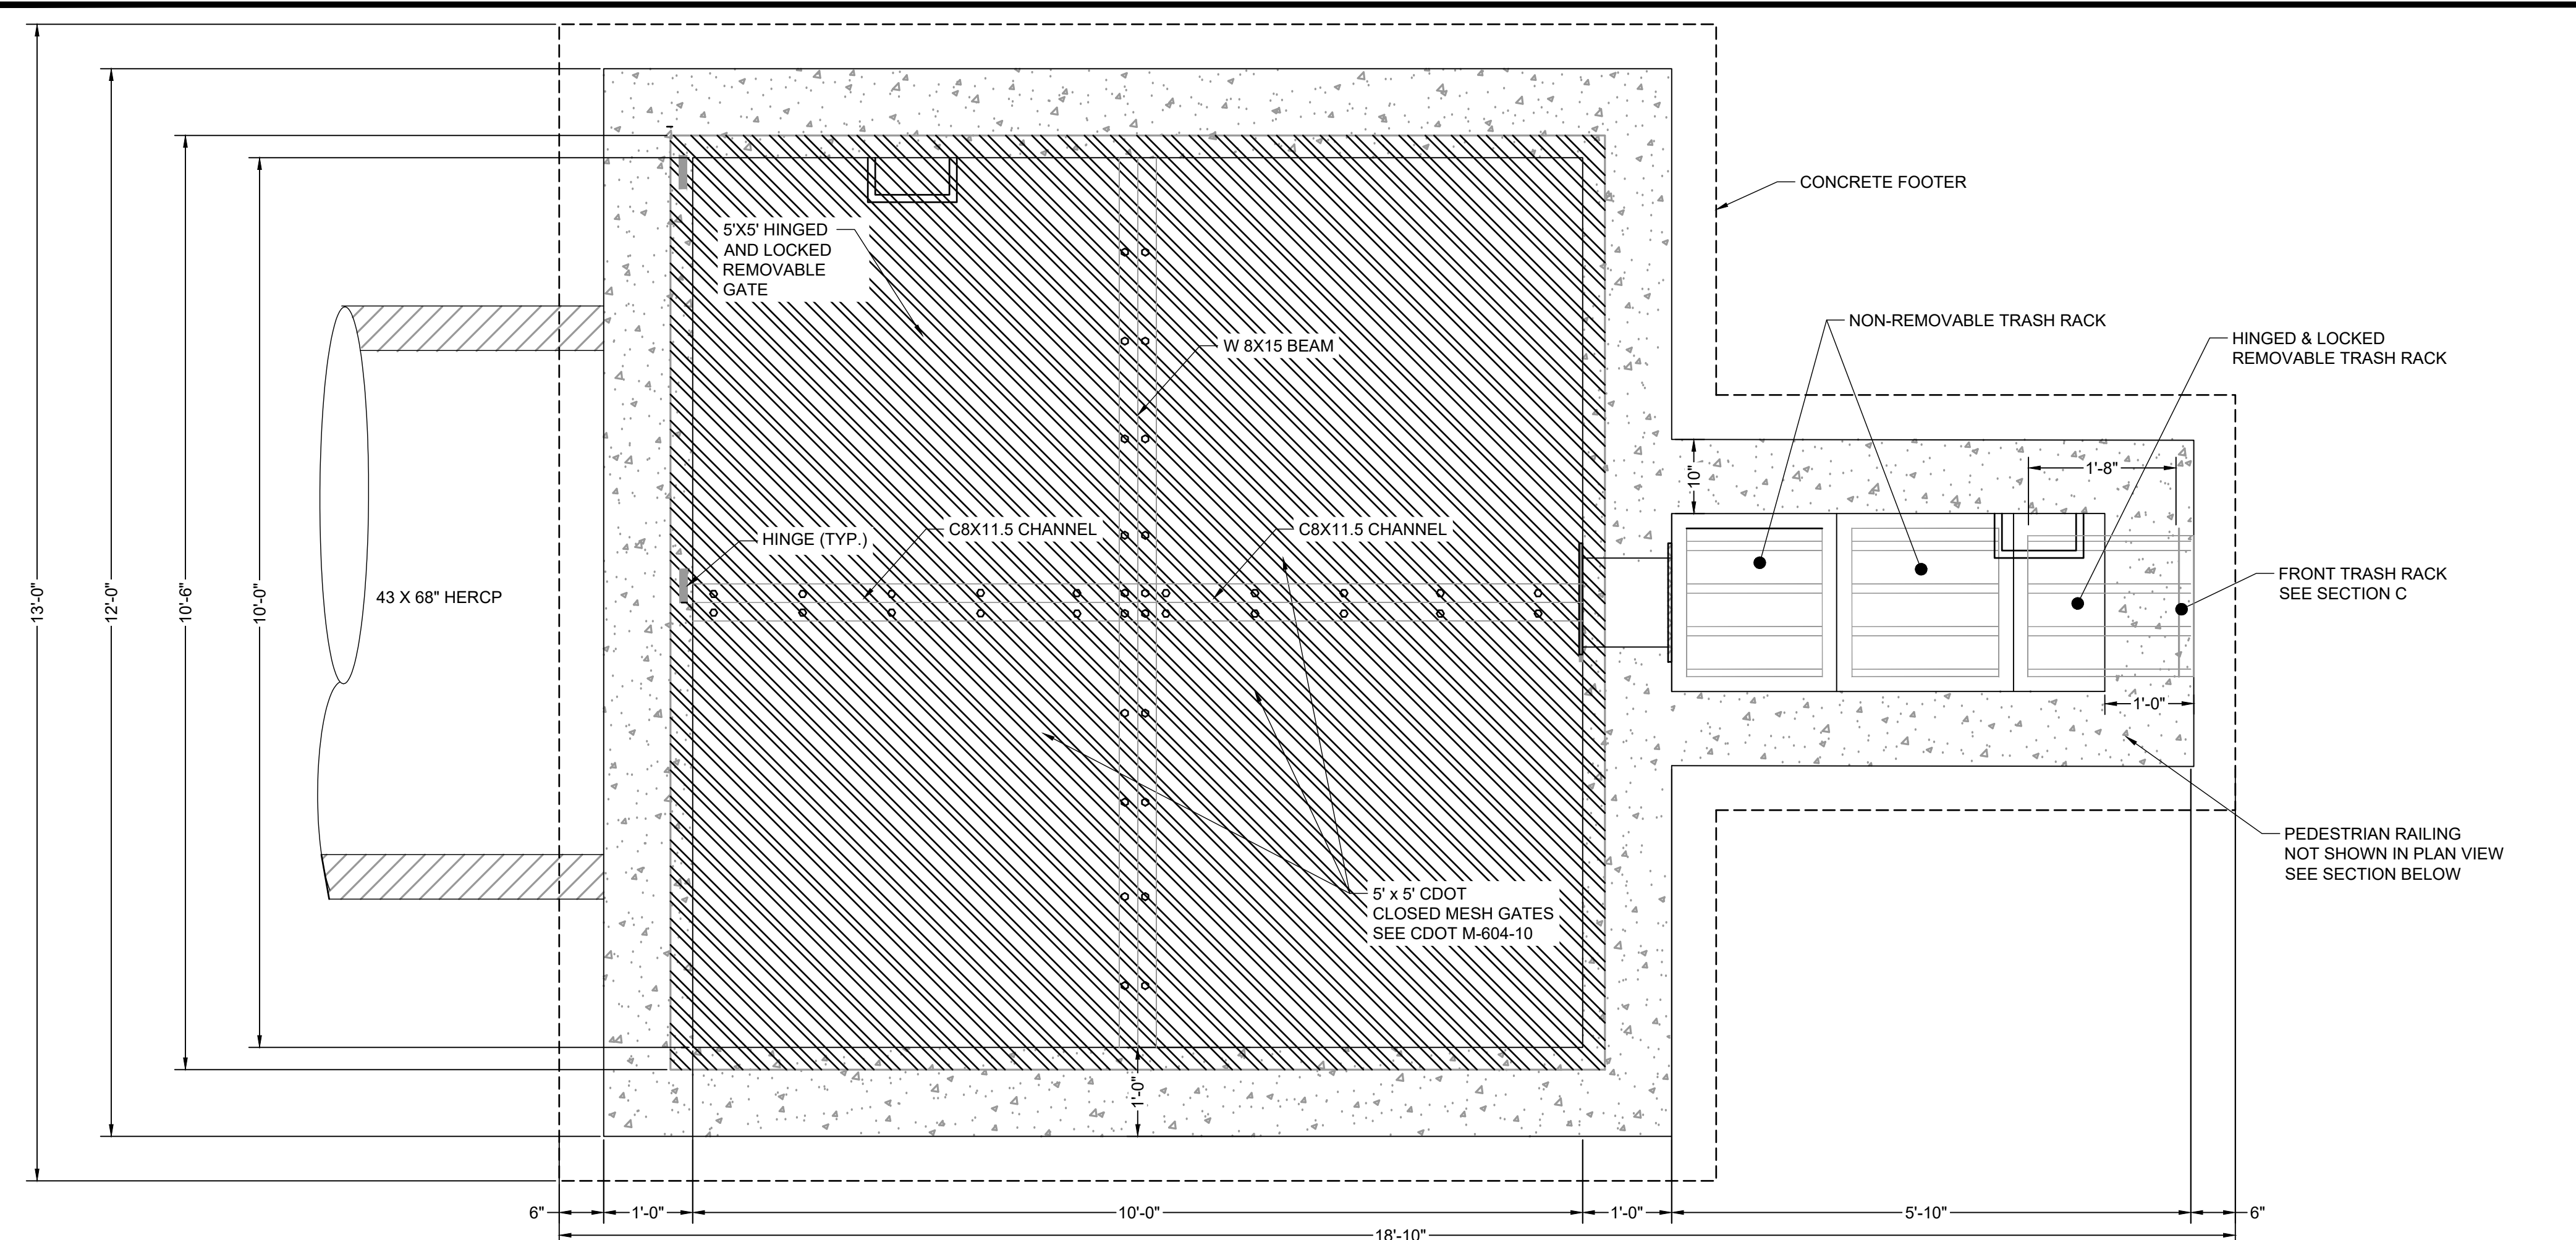 CONCRETE FOOTER
5'X5' HINGED
AND LOCKED
REMOVABLE
GATE
NON-REMOVABLE TRASH RACK
W 8X15 BEAM
HINGED & LOCKED
REMOVABLE TRASH RACK
1'-8"
10"
C8X11.5 CHANNEL
C8X11.5 CHANNEL
HINGE (TYP.)
FRONT TRASH RACK
SEE SECTION C
43 X 68" HERCP
13'-0"
12'-0"
10'-6"
10'-0"
1'-0"
PEDESTRIAN RAILING
NOT SHOWN IN PLAN VIEW
SEE SECTION BELOW
5' x 5' CDOT
CLOSED MESH GATES
SEE CDOT M-604-10
1'-0"
6"
1'-0"
10'-0"
1'-0"
5'-10"
6"
18'-10"